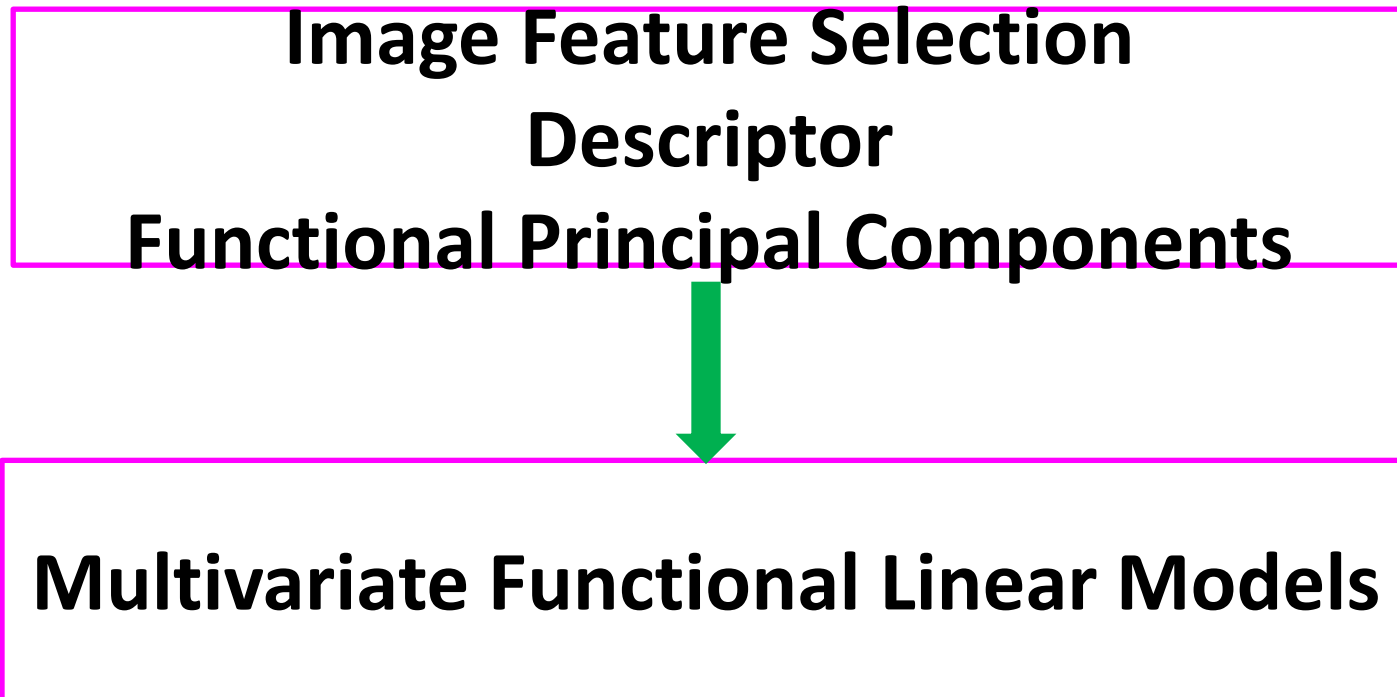 Image Feature Selection
Descriptor
Functional Principal Components
Multivariate Functional Linear Models